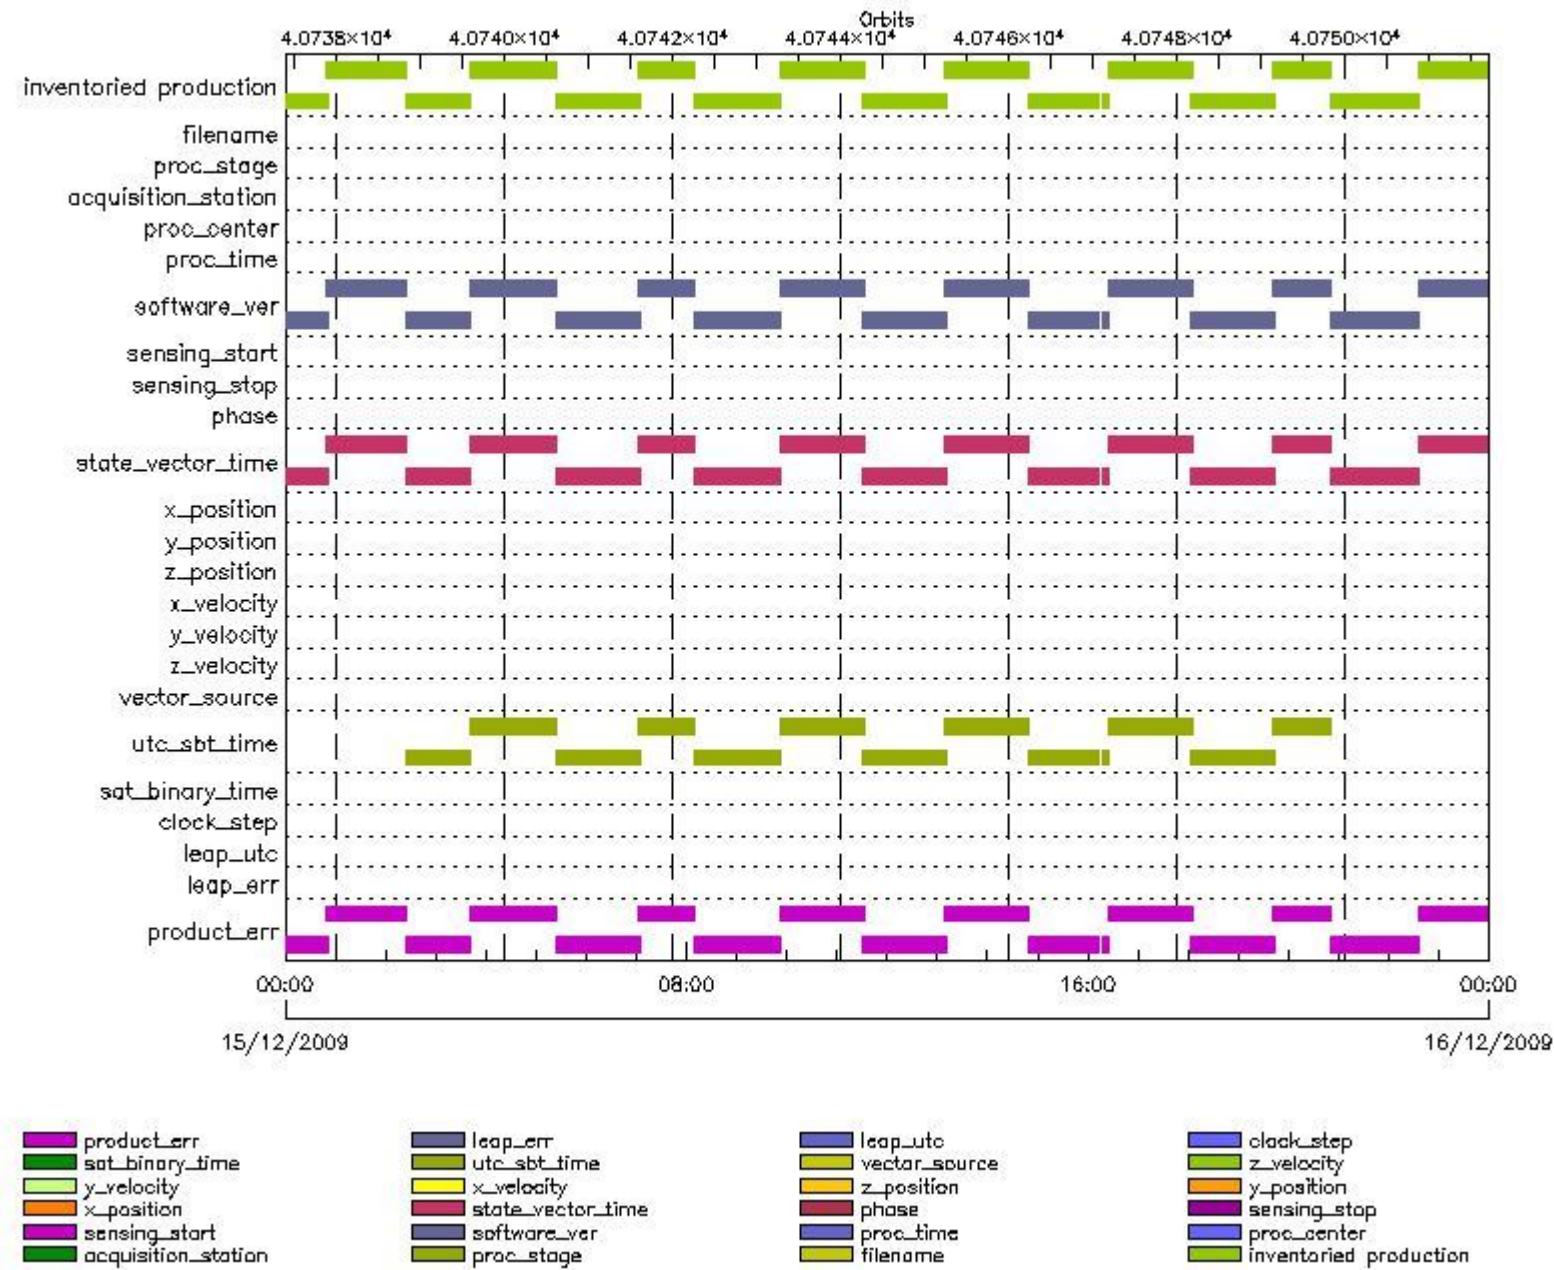 Orbits
4.0738×10⁴ 4.0740×10⁴ 4.0742×10⁴ 4.0744×10⁴ 4.0746×10⁴ 4.0748×10⁴ 4.0750×10⁴
inventoried production
filename
proc_stage
acquisition_station
proc_center
proc_time
software_ver
sensing_start
sensing_stop
phase
state_vector_time
x_position
y_position
z_position
x_velocity
y_velocity
z_velocity
vector_source
utc_sbt_time
sat_binary_time
clock_step
leap_utc
leap_err
product_err
00:00 08:00 16:00 00:00
15/12/2009 16/12/2009
product_err leap_err leap_utc clock_step
sat_binary_time utc_sbt_time vector_source z_velocity
y_velocity x_velocity z_position y_position
x_position state_vector_time phase sensing_stop
sensing_start software_ver proc_time proc_center
acquisition_station proc_stage filename inventoried production